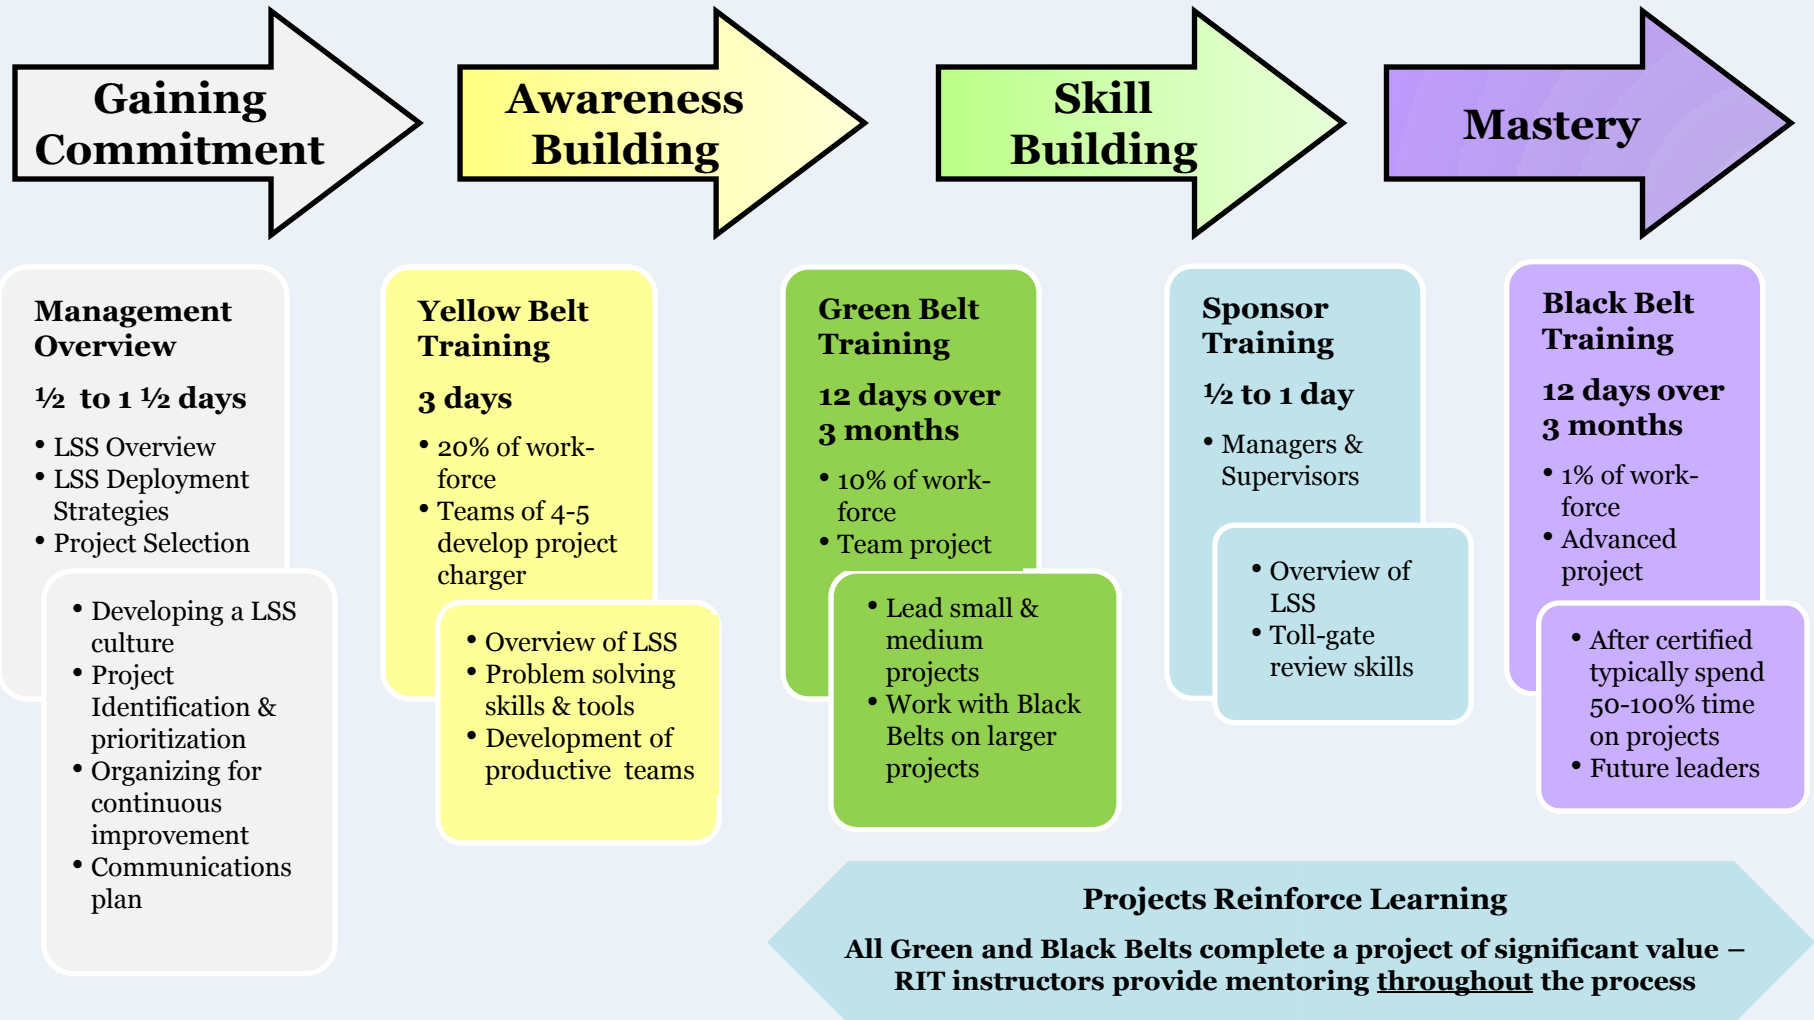 Gaining
Commitment
Awareness
Building
Skill
Building
Mastery
Management
Overview
½ to 1 ½ days
• LSS Overview
• LSS Deployment
Strategies
• Project Selection
• Developing a LSS
culture
• Project
Identification &
prioritization
• Organizing for
continuous
improvement
• Communications
plan
Yellow Belt
Training
3 days
• 20% of work-
force
• Teams of 4-5
develop project
charger
• Overview of LSS
• Problem solving
skills & tools
• Development of
productive teams
Green Belt
Training
12 days over
3 months
• 10% of work-
force
• Team project
• Lead small &
medium
projects
• Work with Black
Belts on larger
projects
Sponsor
Training
½ to 1 day
• Managers &
Supervisors
• Overview of
LSS
• Toll-gate
review skills
Black Belt
Training
12 days over
3 months
• 1% of work-
force
• Advanced
project
• After certified
typically spend
50-100% time
on projects
• Future leaders
Projects Reinforce Learning
All Green and Black Belts complete a project of significant value –
RIT instructors provide mentoring throughout the process